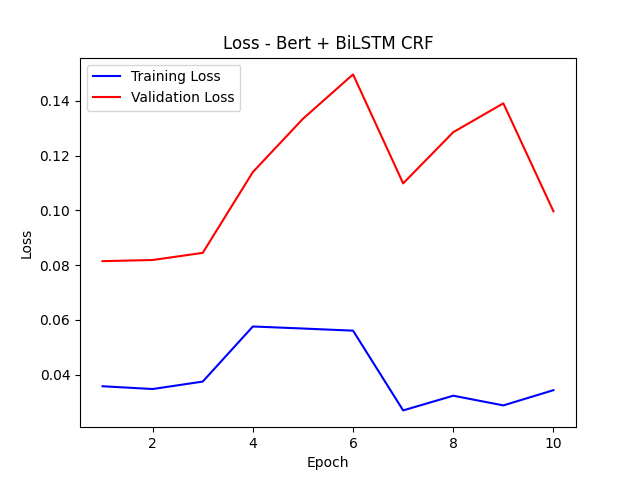 Loss - Bert + BiLSTM CRF
Training Loss
Validation Loss
0.14
0.12
0.10
0.08
0.06
0.04
Loss
2 4 6 8 10
Epoch